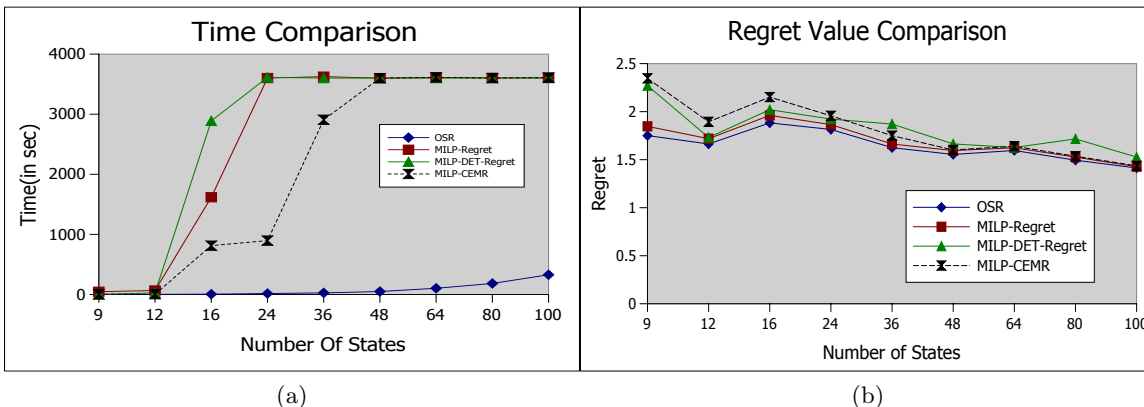 Time Comparison
4000
3000
2000
1000
0
Time(in sec)
OSR
MILP-Regret
MILP-DET-Regret
MILP-CEMR
9 12 16 24 36 48 64 80 100
Number Of States
(a)
Regret Value Comparison
2.5
2
1.5
1
0.5
0
Regret
OSR
MILP-Regret
MILP-DET-Regret
MILP-CEMR
9 12 16 24 36 48 64 80 100
Number of States
(b)